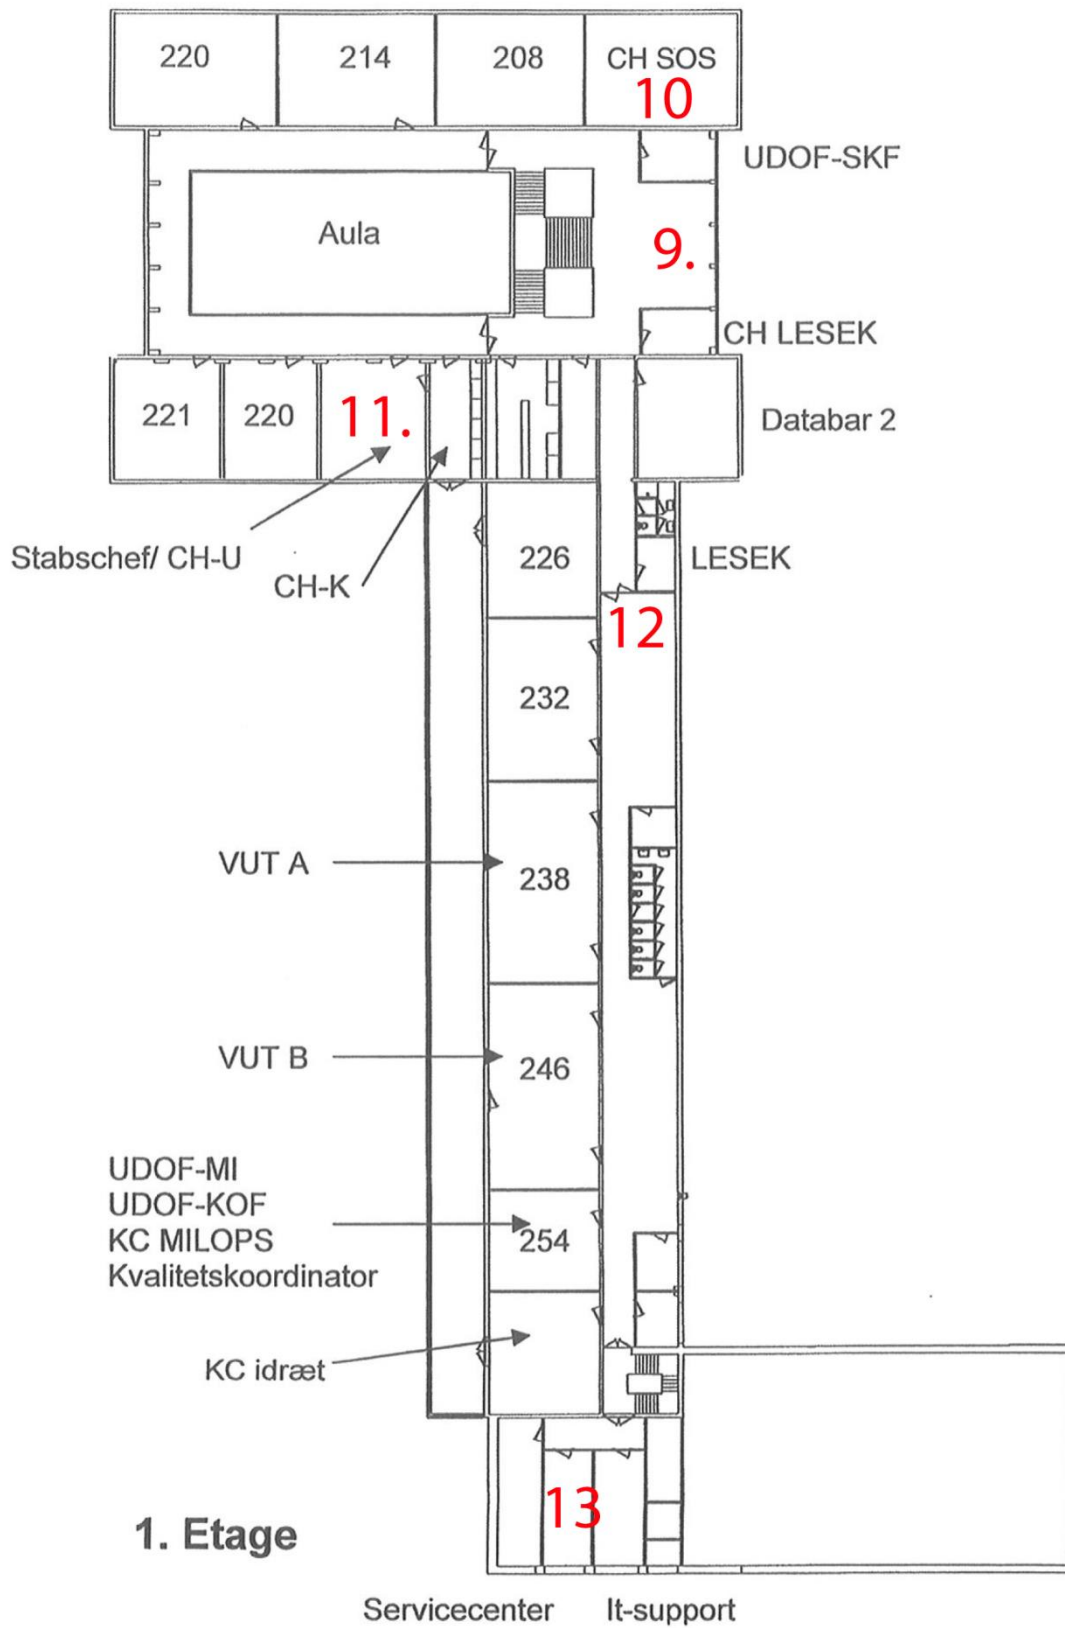 220
214
208
CH SOS
10
UDOF-SKF
Aula
9.
CH LESEK
221
220
11.
Databar 2
Stabschef/ CH-U
CH-K
226
LESEK
12
232
VUT A
238
VUT B
246
UDOF-MI
UDOF-KOF
KC MILOPS
Kvalitetskoordinator
254
KC idræt
13
1. Etage
Servicecenter
It-support